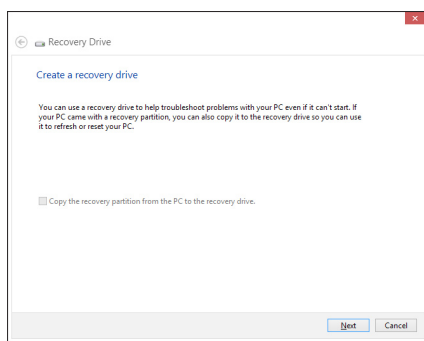 Recovery Drive
Create a recovery drive
You can use a recovery drive to help troubleshoot problems with your PC even if it can't start. If
your PC came with a recovery partition, you can also copy it to the recovery drive so you can use
it to refresh or reset your PC.
Copy the recovery partition from the PC to the recovery drive.
Next Cancel